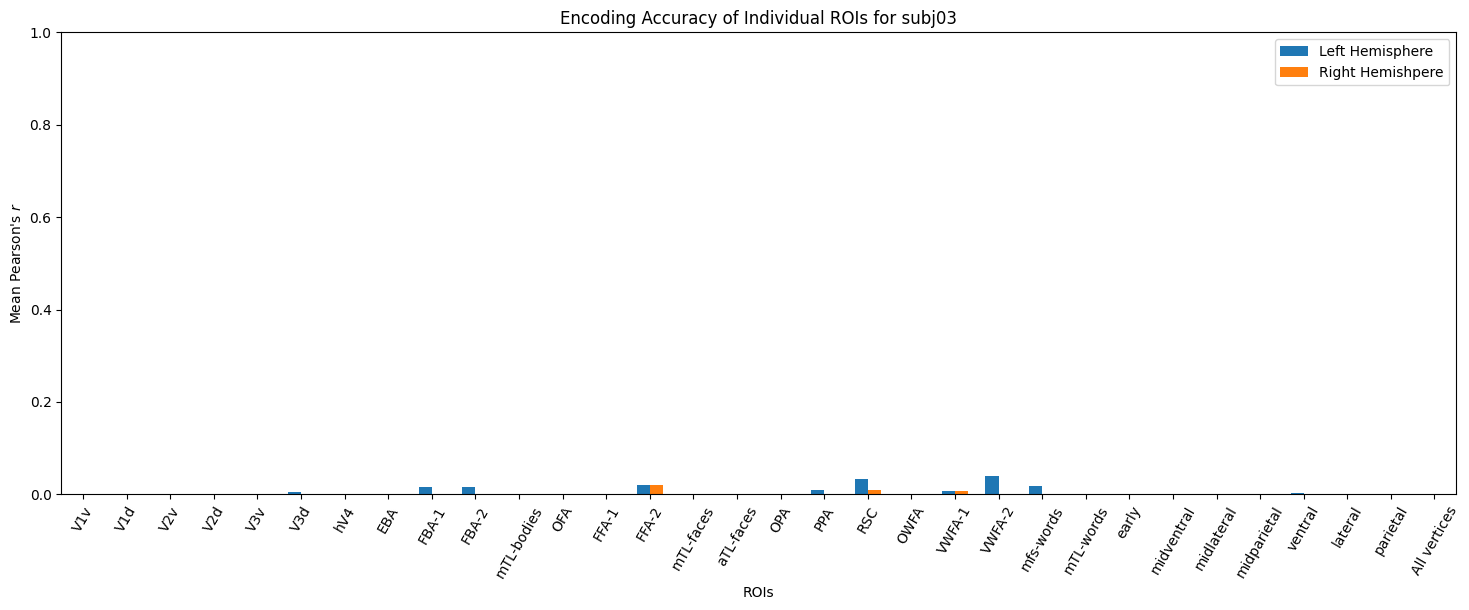 Encoding Accuracy of Individual ROIs for subj03
Left Hemisphere
Right Hemishpere
Mean Pearson's r
1.0
0.8
0.6
0.4
0.2
0.0
V1v
V1d
V2v
V2d
V3v
V3d
hV4
EBA
FBA-1
FBA-2
mTL-bodies
OFA
FFA-1
FFA-2
mTL-faces
aTL-faces
OPA
PPA
RSC
OWFA
VWFA-1
VWFA-2
mfs-words
mTL-words
early
midventral
midlateral
midparietal
ventral
lateral
parietal
All vertices
ROIs